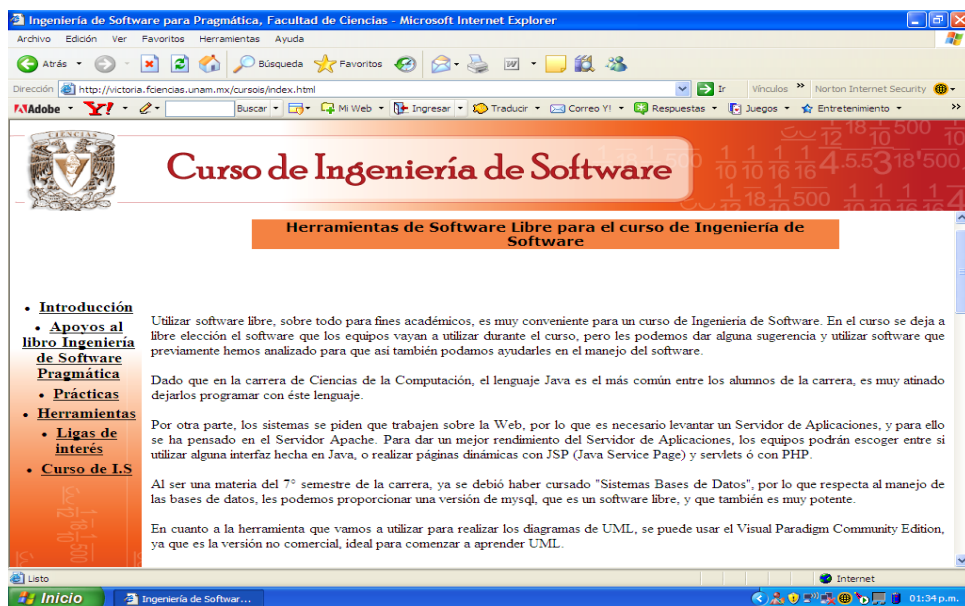 Ingeniería de Software para Pragmática, Facultad de Ciencias - Microsoft Internet Explorer
Archivo Edición Ver Favoritos Herramientas Ayuda
Atrás Búsqueda Favoritos
Dirección http://victoria.fciencias.unam.mx/cursois/index.html Ir Vínculos » Norton Internet Security
Adobe Y! Buscar Mi Web Ingresar Traducir Correo Y! Respuestas Juegos Entretenimiento »
CIENCIAS
Curso de Ingeniería de Software
Herramientas de Software Libre para el curso de Ingeniería de
Software
• Introducción
• Apoyos al
libro Ingeniería
de Software
Pragmática
• Prácticas
• Herramientas
• Ligas de
interés
• Curso de I.S
Utilizar software libre, sobre todo para fines académicos, es muy conveniente para un curso de Ingenieria de Software. En el curso se deja a
libre elección el software que los equipos vayan a utilizar durante el curso, pero les podemos dar alguna sugerencia y utilizar software que
previamente hemos analizado para que asi también podamos ayudarles en el manejo del software.
Dado que en la carrera de Ciencias de la Computación, el lenguaje Java es el más común entre los alumnos de la carrera, es muy atinado
dejarlos programar con éste lenguaje.
Por otra parte, los sistemas se piden que trabajen sobre la Web, por lo que es necesario levantar un Servidor de Aplicaciones, y para ello
se ha pensado en el Servidor Apache. Para dar un mejor rendimiento del Servidor de Aplicaciones, los equipos podrán escoger entre si
utilizar alguna interfaz hecha en Java, o realizar páginas dinámicas con JSP (Java Service Page) y servlets ó con PHP.
Al ser una materia del 7° semestre de la carrera, ya se debió haber cursado "Sistemas Bases de Datos", por lo que respecta al manejo de
las bases de datos, les podemos proporcionar una versión de mysql, que es un software libre, y que también es muy potente.
En cuanto a la herramienta que vamos a utilizar para realizar los diagramas de UML, se puede usar el Visual Paradigm Community Edition,
ya que es la versión no comercial, ideal para comenzar a aprender UML.
Listo Internet
Inicio Ingeniería de Softwar... 01:34 p.m.